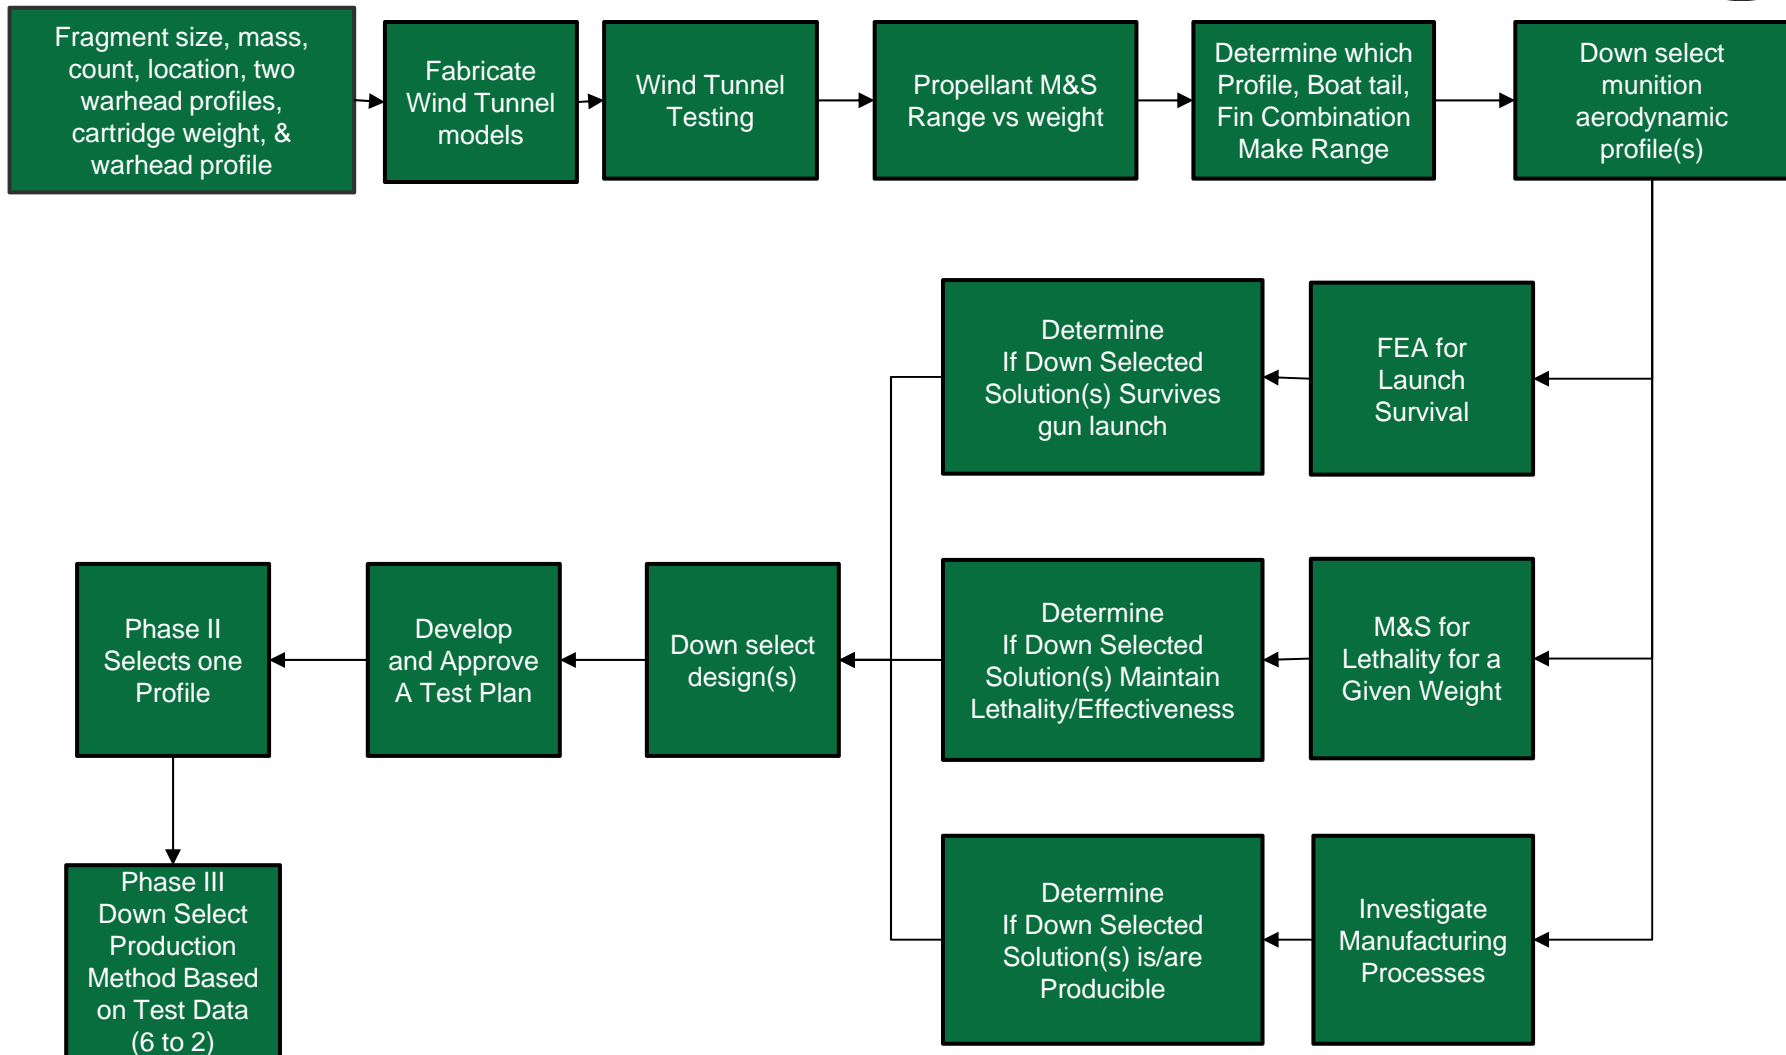 Fragment size, mass,
count, location, two
warhead profiles,
cartridge weight, &
warhead profile
Fabricate
Wind Tunnel
models
Wind Tunnel
Testing
Propellant M&S
Range vs weight
Determine which
Profile, Boat tail,
Fin Combination
Make Range
Down select
munition
aerodynamic
profile(s)
FEA for
Launch
Survival
Determine
If Down Selected
Solution(s) Survives
gun launch
M&S for
Lethality for a
Given Weight
Determine
If Down Selected
Solution(s) Maintain
Lethality/Effectiveness
Investigate
Manufacturing
Processes
Determine
If Down Selected
Solution(s) is/are
Producible
Down select
design(s)
Develop
and Approve
A Test Plan
Phase II
Selects one
Profile
Phase III
Down Select
Production
Method Based
on Test Data
(6 to 2)